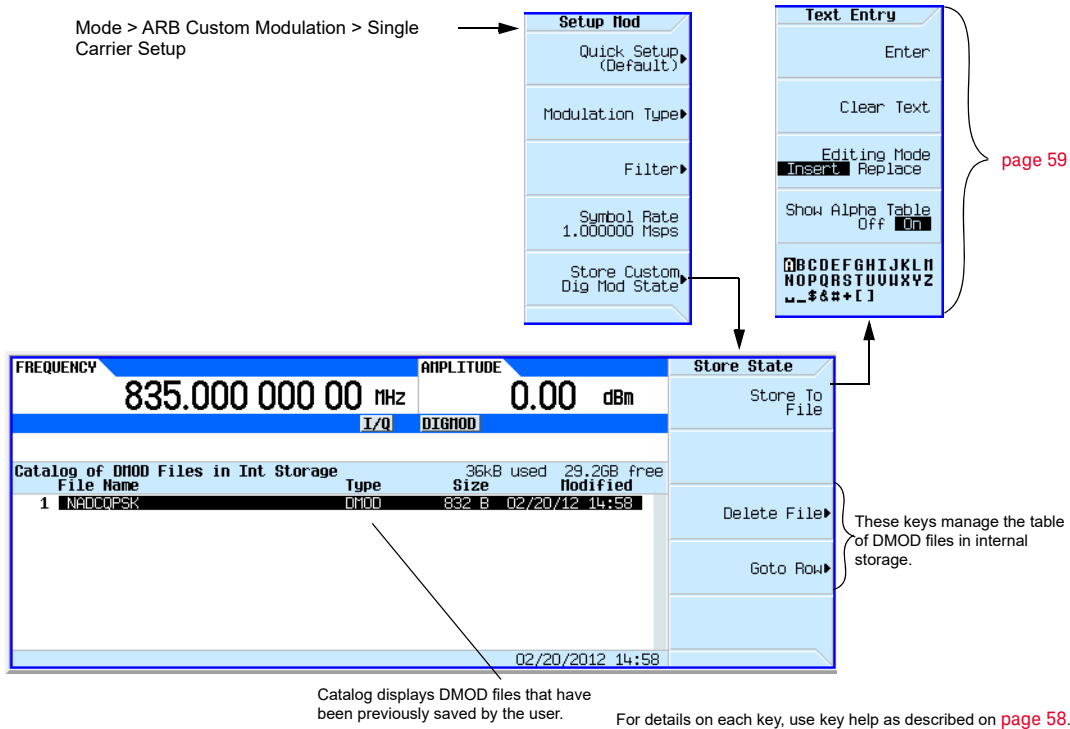 Mode > ARB Custom Modulation > Single
Carrier Setup
Setup Mod
Quick Setup
(Default)
Modulation Type
Filter
Symbol Rate
1.000000 Msps
Store Custom
Dig Mod State
Text Entry
Enter
Clear Text
Editing Mode
Insert Replace
Show Alpha Table
Off On
ABCDEFGHIJKLM
NOPQRSTUVWXYZ
␣_$&#+[]
page 59
FREQUENCY
835.000 000 00 MHz
AMPLITUDE
0.00 dBm
I/Q DIGMOD
Catalog of DMOD Files in Int Storage 36kB used 29.2GB free
File Name Type Size Modified
1 NADCQPSK DMOD 832 B 02/20/12 14:58
02/20/2012 14:58
Store State
Store To
File
Delete File
Goto Row
These keys manage the table
of DMOD files in internal
storage.
Catalog displays DMOD files that have
been previously saved by the user.
For details on each key, use key help as described on page 58.